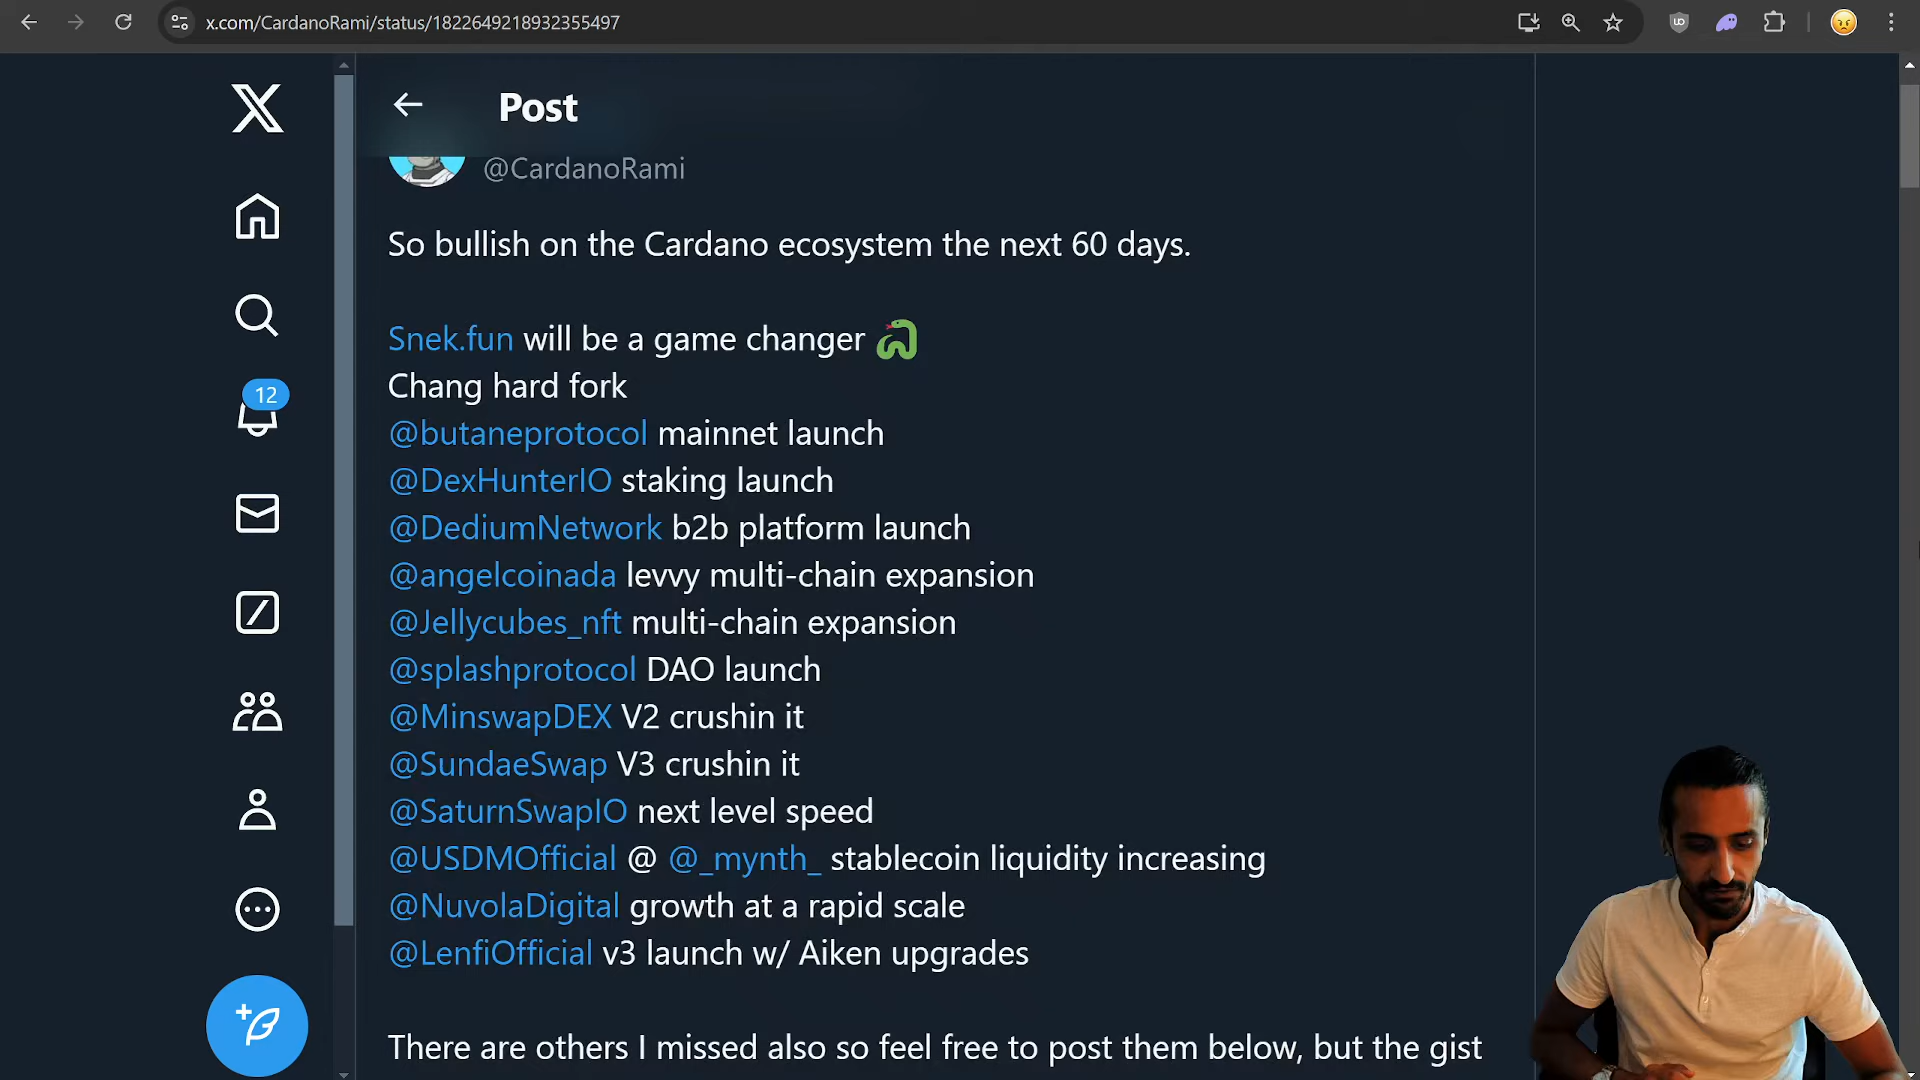 x.com/CardanoRami/status/1822649218932355497
Post
@CardanoRami
So bullish on the Cardano ecosystem the next 60 days.
Snek.fun will be a game changer
Chang hard fork
@butaneprotocol mainnet launch
@DexHunterIO staking launch
@DediumNetwork b2b platform launch
@angelcoinada levvy multi-chain expansion
@Jellycubes_nft multi-chain expansion
@splashprotocol DAO launch
@MinswapDEX V2 crushin it
@SundaeSwap V3 crushin it
@SaturnSwapIO next level speed
@USDMOfficial @ @_mynth_ stablecoin liquidity increasing
@NuvolaDigital growth at a rapid scale
@LenfiOfficial v3 launch w/ Aiken upgrades
There are others I missed also so feel free to post them below, but the gist
12